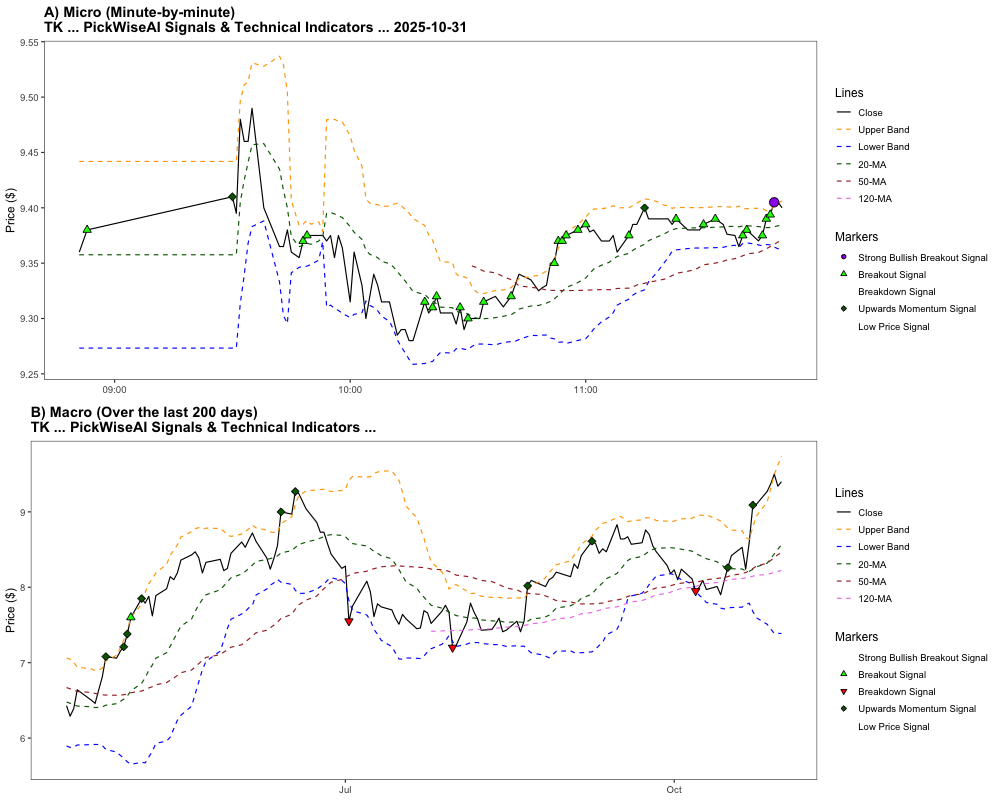 A) Micro (Minute-by-minute)
TK ... PickWiseAI Signals & Technical Indicators ... 2025-10-31
9.55
9.50
9.45
9.40
9.35
9.30
9.25
Price ($)
09:00
10:00
11:00
Lines
Close
Upper Band
Lower Band
20-MA
50-MA
120-MA
Markers
Strong Bullish Breakout Signal
Breakout Signal
Breakdown Signal
Upwards Momentum Signal
Low Price Signal
B) Macro (Over the last 200 days)
TK ... PickWiseAI Signals & Technical Indicators ...
9
8
7
6
Price ($)
Jul
Oct
Lines
Close
Upper Band
Lower Band
20-MA
50-MA
120-MA
Markers
Strong Bullish Breakout Signal
Breakout Signal
Breakdown Signal
Upwards Momentum Signal
Low Price Signal